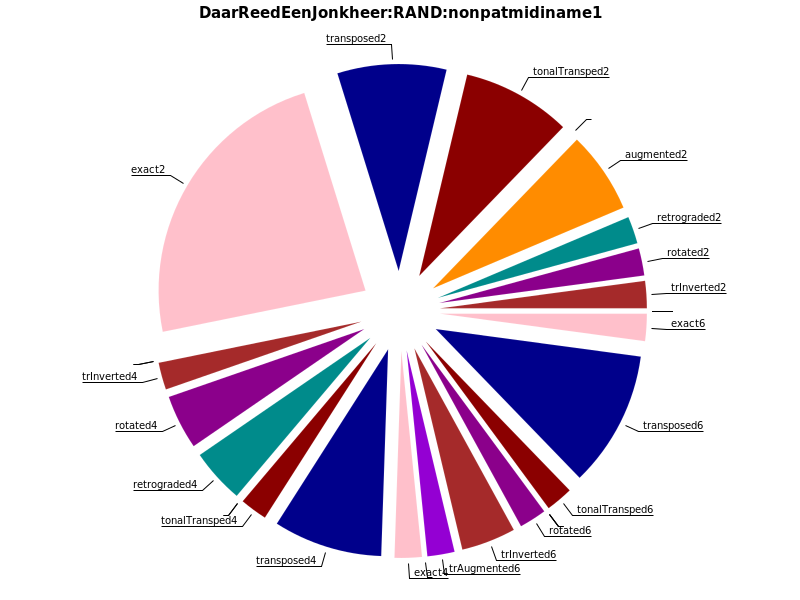 DaarReedEenJonkheer:RAND:nonpatmidiname1
transposed2
tonalTransped2
augmented2
exact2
retrograded2
rotated2
trInverted2
exact6
trInverted4
rotated4
transposed6
retrograded4
tonalTransped6
tonalTransped4
rotated6
transposed4
trInverted6
exact4
trAugmented6